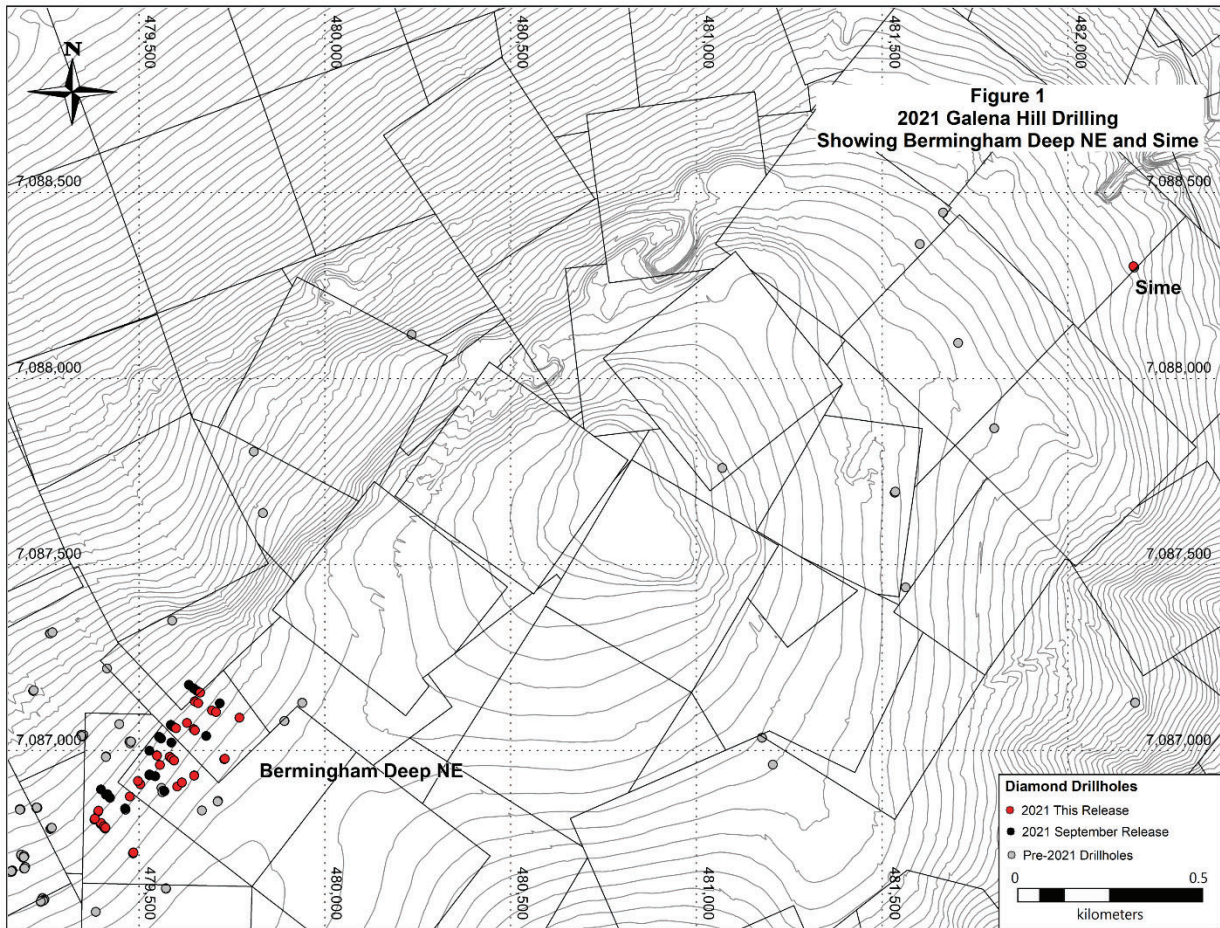 479,500
480,000
480,500
481,000
481,500
482,000
N
Figure 1
2021 Galena Hill Drilling
Showing Bermingham Deep NE and Sime
7,088,500
7,088,500
Sime
7,088,000
7,088,000
7,087,500
7,087,500
7,087,000
Bermingham Deep NE
Diamond Drillholes
2021 This Release
2021 September Release
Pre-2021 Drillholes
0
0.5
kilometers
479,500
480,000
480,500
481,000
481,500